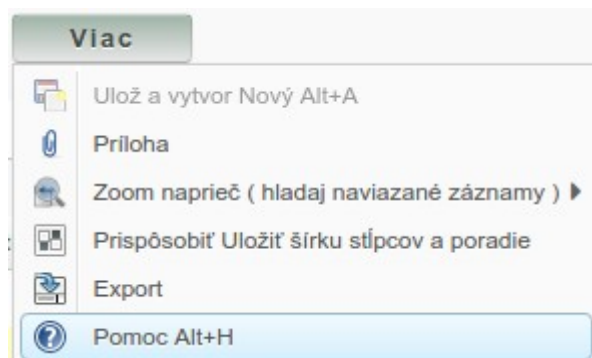 Viac
Ulož a vytvor Nový Alt+A
Príloha
Zoom naprieč ( hladaj naviazané záznamy )
Prispôsobiť Uložiť šírku stĺpcov a poradie
Export
Pomoc Alt+H